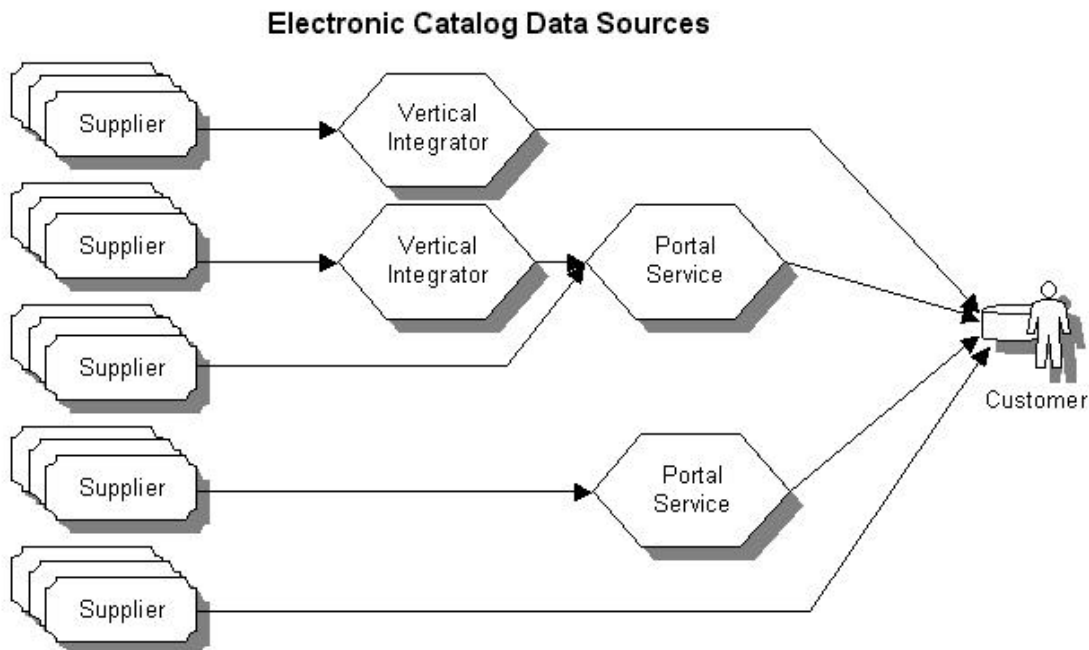 Electronic Catalog Data Sources
Supplier
Vertical
Integrator
Supplier
Vertical
Integrator
Portal
Service
Supplier
Customer
Supplier
Portal
Service
Supplier